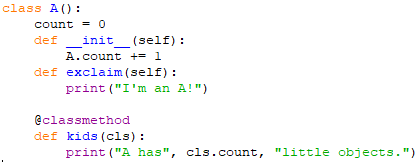 class A():
    count = 0
    def __init__(self):
        A.count += 1
    def exclaim(self):
        print("I'm an A!")

    @classmethod
    def kids(cls):
        print("A has", cls.count, "little objects.")